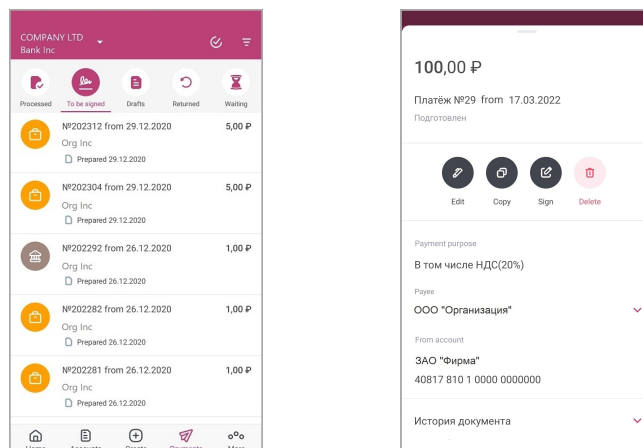 COMPANY LTD
Bank Inc
Processed To be signed Drafts Returned Waiting
№202312 from 29.12.2020 5,00 ₽
Org Inc
Prepared 29.12.2020
№202304 from 29.12.2020 5,00 ₽
Org Inc
Prepared 29.12.2020
№202292 from 26.12.2020 1,00 ₽
Org Inc
Prepared 26.12.2020
№202282 from 26.12.2020 1,00 ₽
Org Inc
Prepared 26.12.2020
№202281 from 26.12.2020 1,00 ₽
Org Inc
Prepared 26.12.2020
Home Accounts Create Payments More
100,00 ₽
Платёж №29 from 17.03.2022
Подготовлен
Edit Copy Sign Delete
Payment purpose
В том числе НДС(20%)
Payee
ООО "Организация"
From account
ЗАО "Фирма"
40817 810 1 0000 0000000
История документа